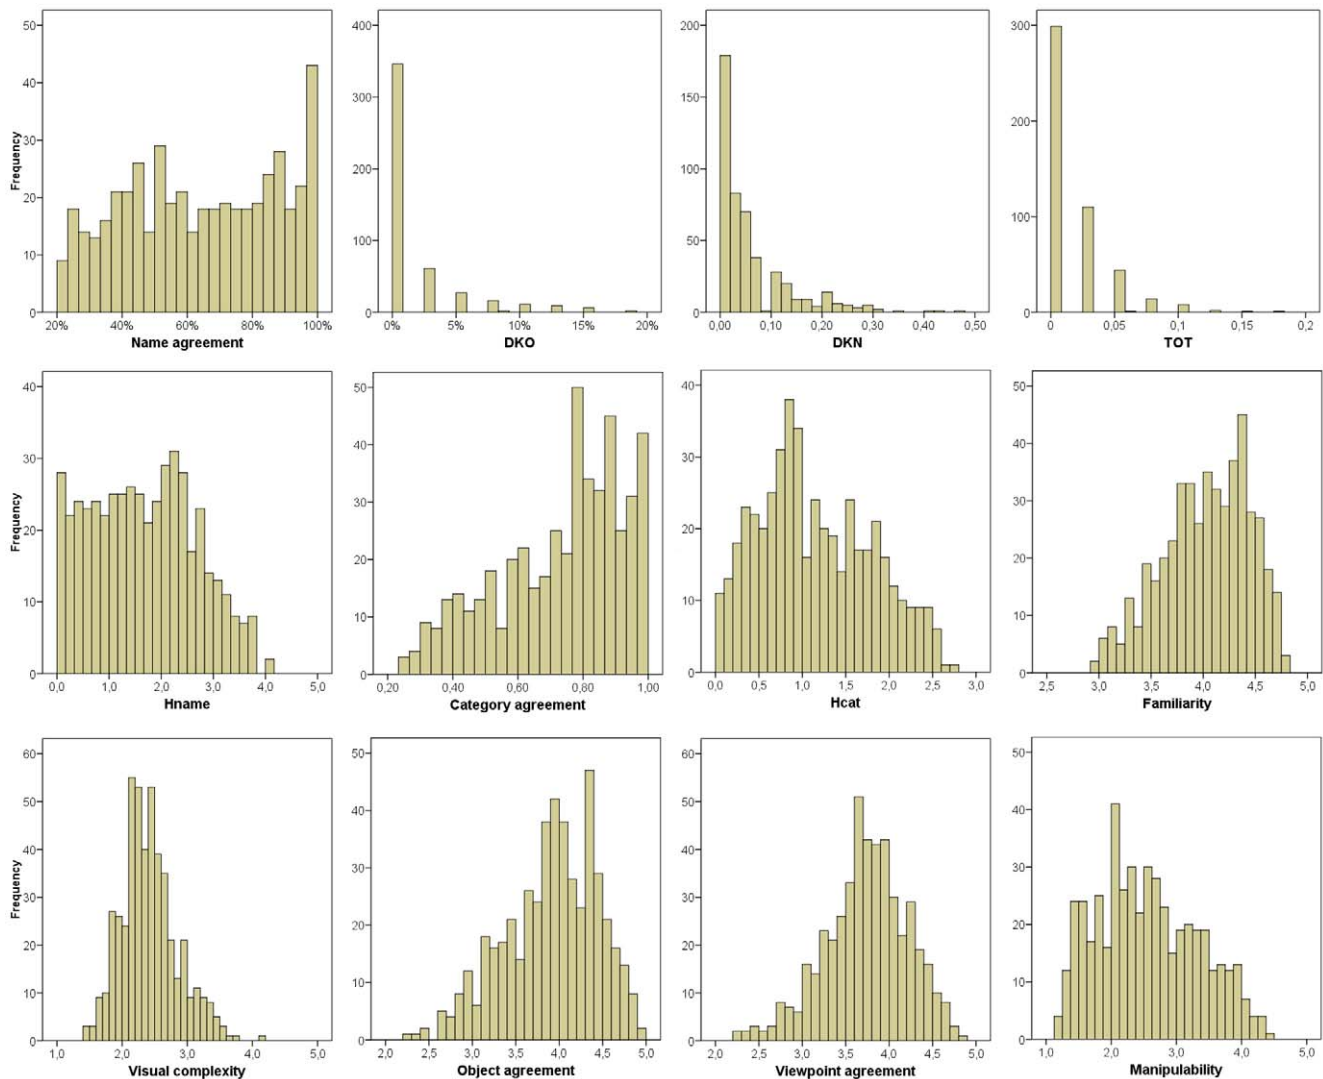 50 400 200 300
40 300 150 200
30 200 100 100
20 100 50 0
10 0 0
0
Frequency
20% 40% 60% 80% 100% 0% 5% 10% 15% 20% 0,00 0,10 0,20 0,30 0,40 0,50 0 0,05 0,1 0,15 0,2
Name agreement DKO DKN TOT
40 50 40 50
30 40 30 40
20 30 20 30
10 20 10 20
0 10 0 10
0 0
Frequency
0,0 1,0 2,0 3,0 4,0 5,0 0,20 0,40 0,60 0,80 1,00 0,0 0,5 1,0 1,5 2,0 2,5 3,0 2,5 3,0 3,5 4,0 4,5 5,0
Hname Category agreement Hcat Familiarity
60 50 60 50
50 40 50 40
40 30 40 30
30 20 30 20
20 10 20 10
10 0 10 0
0 0
Frequency
1,0 2,0 3,0 4,0 5,0 2,0 2,5 3,0 3,5 4,0 4,5 5,0 2,0 2,5 3,0 3,5 4,0 4,5 5,0 1,0 2,0 3,0 4,0 5,0
Visual complexity Object agreement Viewpoint agreement Manipulability